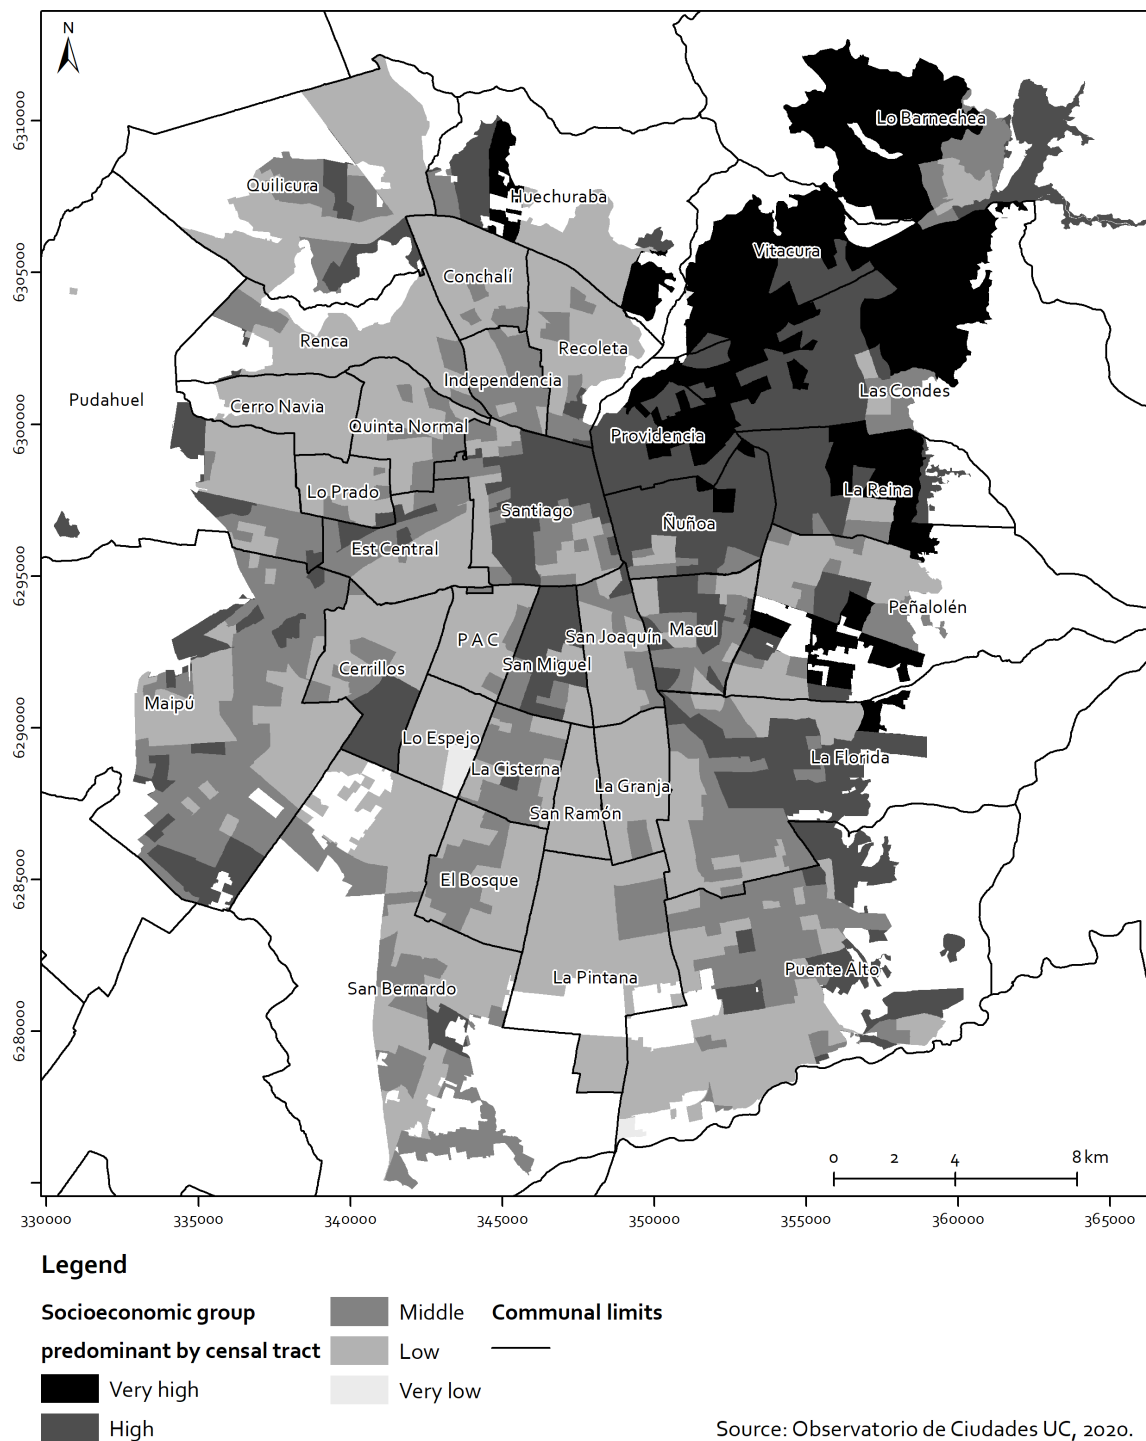 N
6310000
6305000
6300000
6295000
6290000
6285000
6280000
Lo Barnechea
Quilicura
Huechuraba
Vitacura
Conchalí
Renca
Recoleta
Independencia
Las Condes
Pudahuel
Cerro Navia
Quinta Normal
Providencia
Lo Prado
La Reina
Santiago
Ñuñoa
Est Central
Peñalolén
PAC
San Joaquín
Macul
San Miguel
Cerrillos
Maipú
Lo Espejo
La Florida
La Cisterna
La Granja
San Ramón
El Bosque
Puente Alto
La Pintana
San Bernardo
0 2 4 8 km
330000 335000 340000 345000 350000 355000 360000 365000
Legend
Socioeconomic group
predominant by censal tract
Very high
High
Middle
Low
Very low
Communal limits
Source: Observatorio de Ciudades UC, 2020.